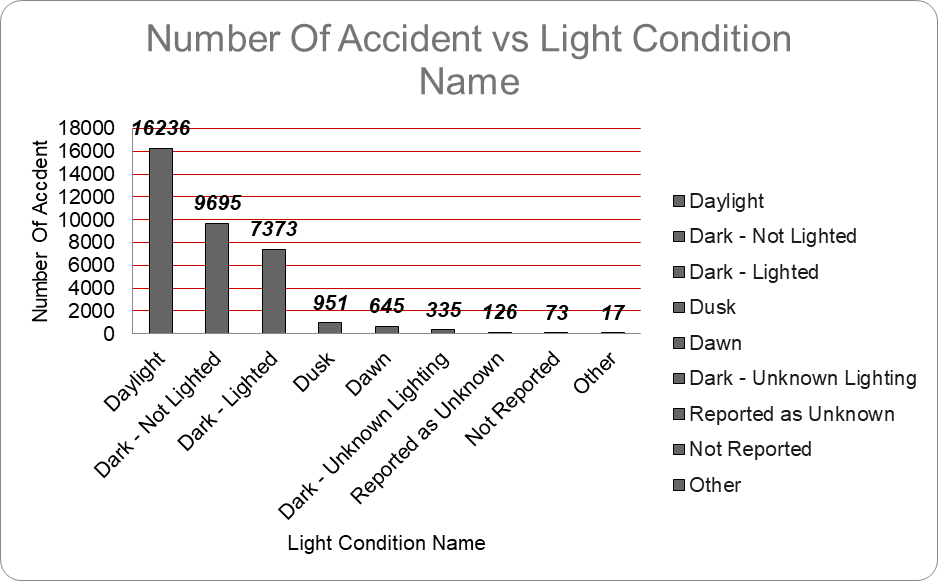 Number Of Accident vs Light Condition
Name
Number Of Accdent
18000
16000
14000
12000
10000
8000
6000
4000
2000
0
16236
9695
7373
951
645
335
126
73
17
Daylight
Dark - Not Lighted
Dark - Lighted
Dusk
Dawn
Dark - Unknown Lighting
Reported as Unknown
Not Reported
Other
Light Condition Name
Daylight
Dark - Not Lighted
Dark - Lighted
Dusk
Dawn
Dark - Unknown Lighting
Reported as Unknown
Not Reported
Other